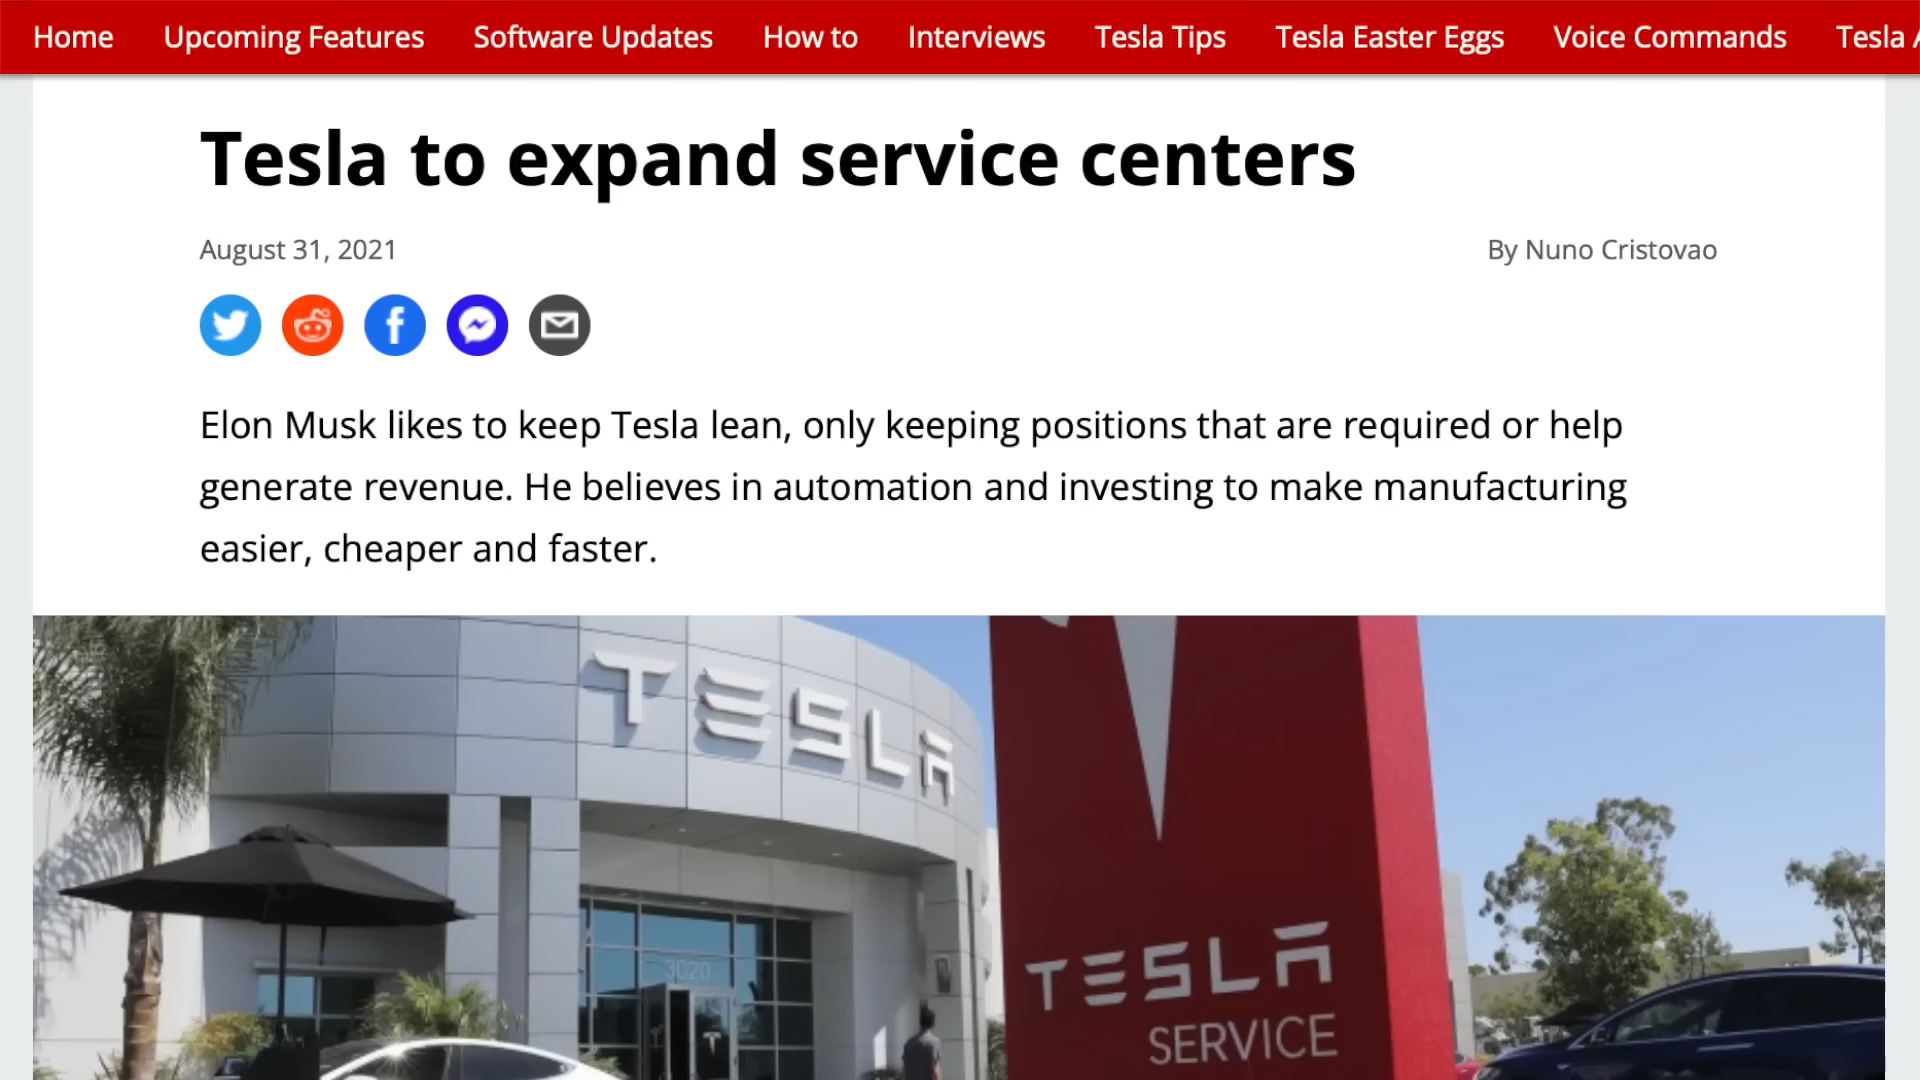 Home Upcoming Features Software Updates How to Interviews Tesla Tips Tesla Easter Eggs Voice Commands Tesla
Tesla to expand service centers
August 31, 2021 By Nuno Cristovao
Elon Musk likes to keep Tesla lean, only keeping positions that are required or help
generate revenue. He believes in automation and investing to make manufacturing
easier, cheaper and faster.
TESLA
3020
TESLA
SERVICE